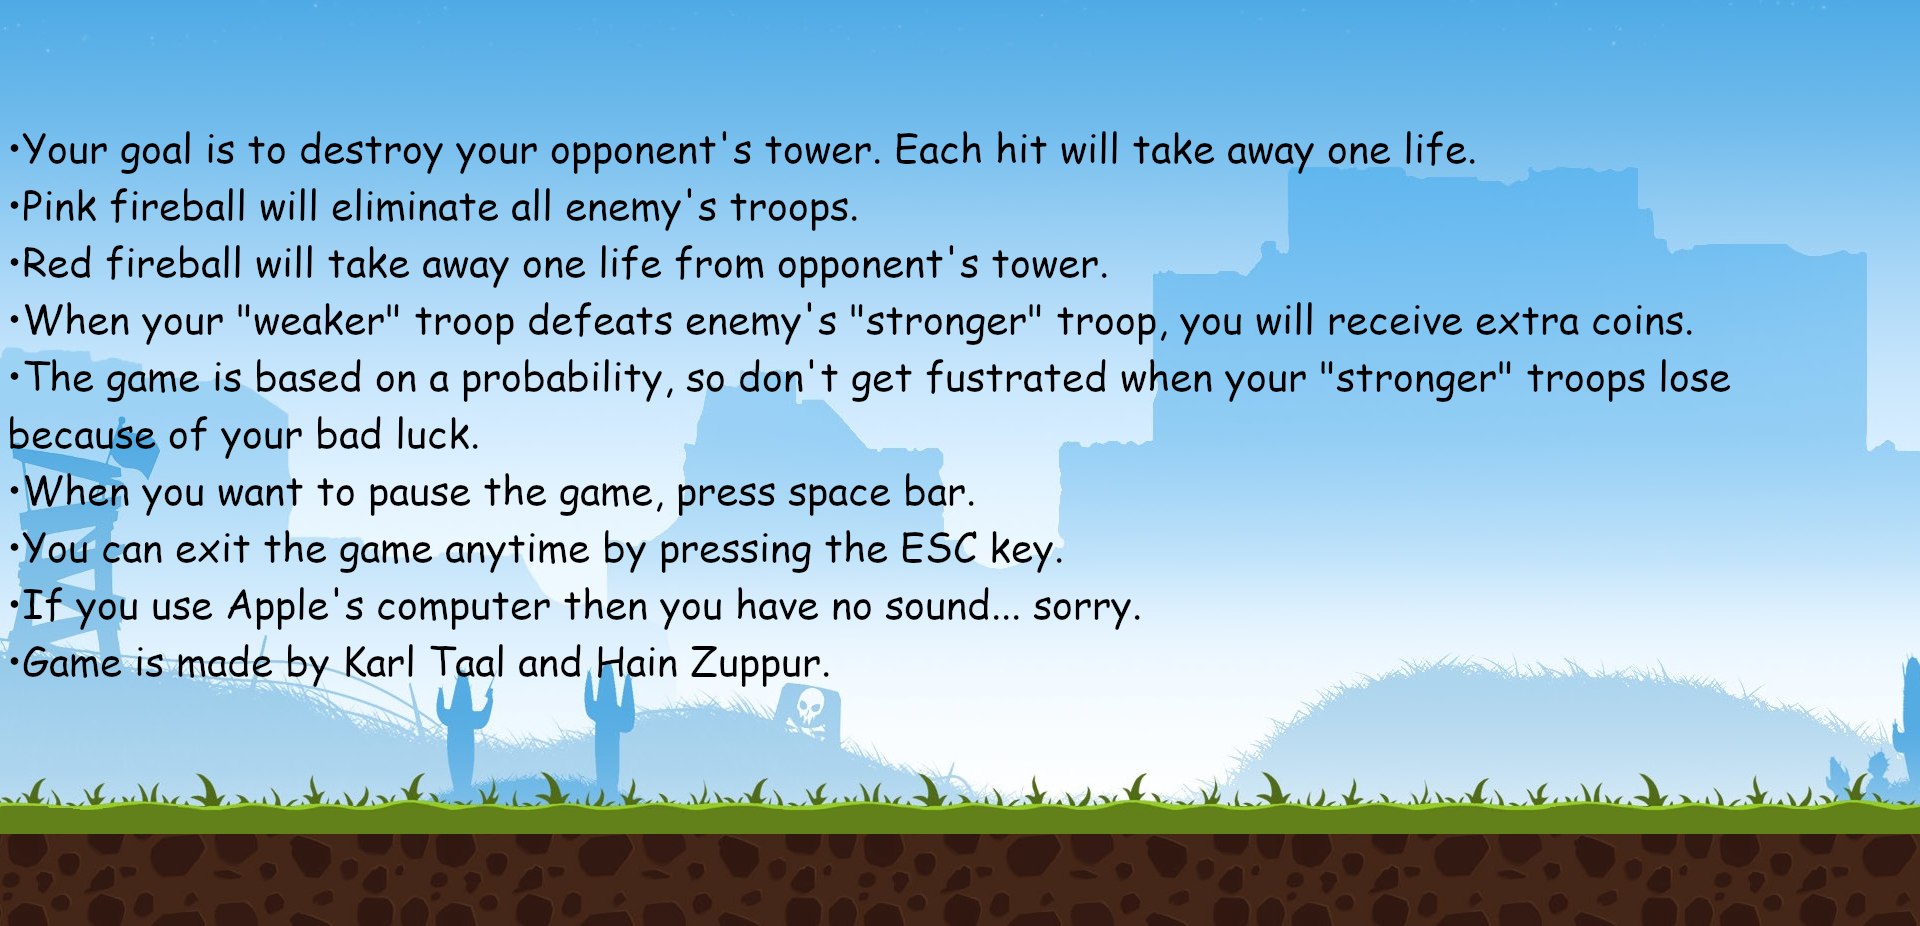 •Your goal is to destroy your opponent's tower. Each hit will take away one life.
•Pink fireball will eliminate all enemy's troops.
•Red fireball will take away one life from opponent's tower.
•When your "weaker" troop defeats enemy's "stronger" troop, you will receive extra coins.
•The game is based on a probability, so don't get fustrated when your "stronger" troops lose
because of your bad luck.
•When you want to pause the game, press space bar.
•You can exit the game anytime by pressing the ESC key.
•If you use Apple's computer then you have no sound... sorry.
•Game is made by Karl Taal and Hain Zuppur.